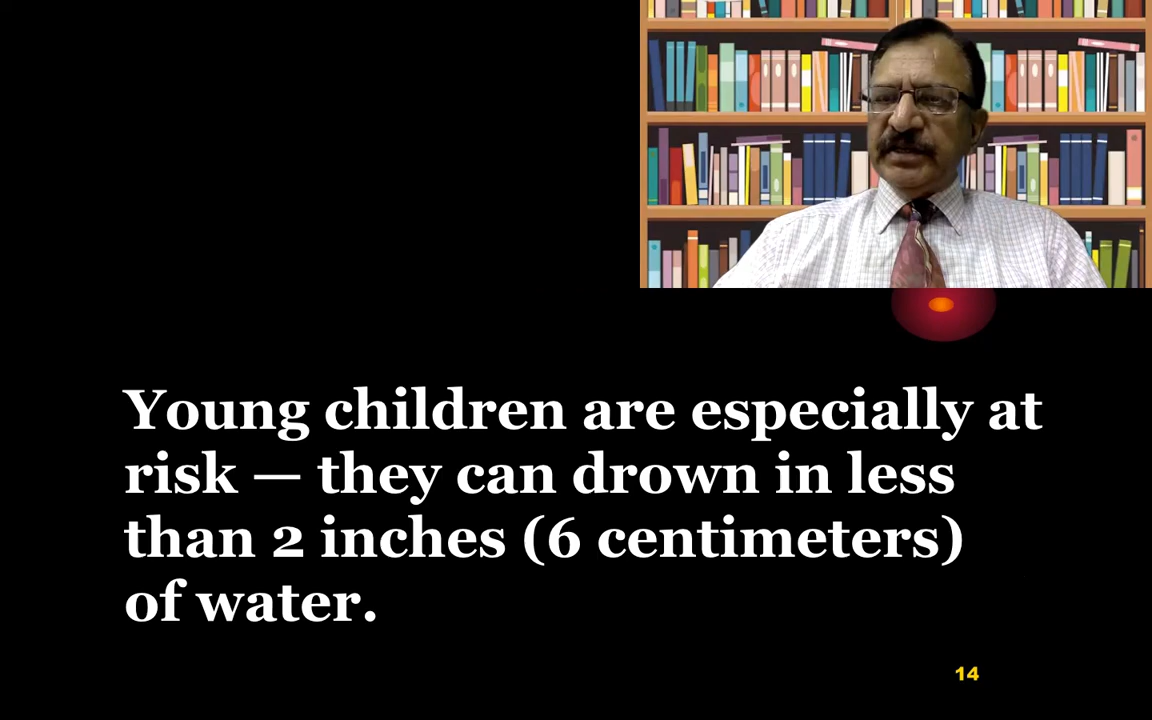 Young children are especially at
risk — they can drown in less
than 2 inches (6 centimeters)
of water.
14